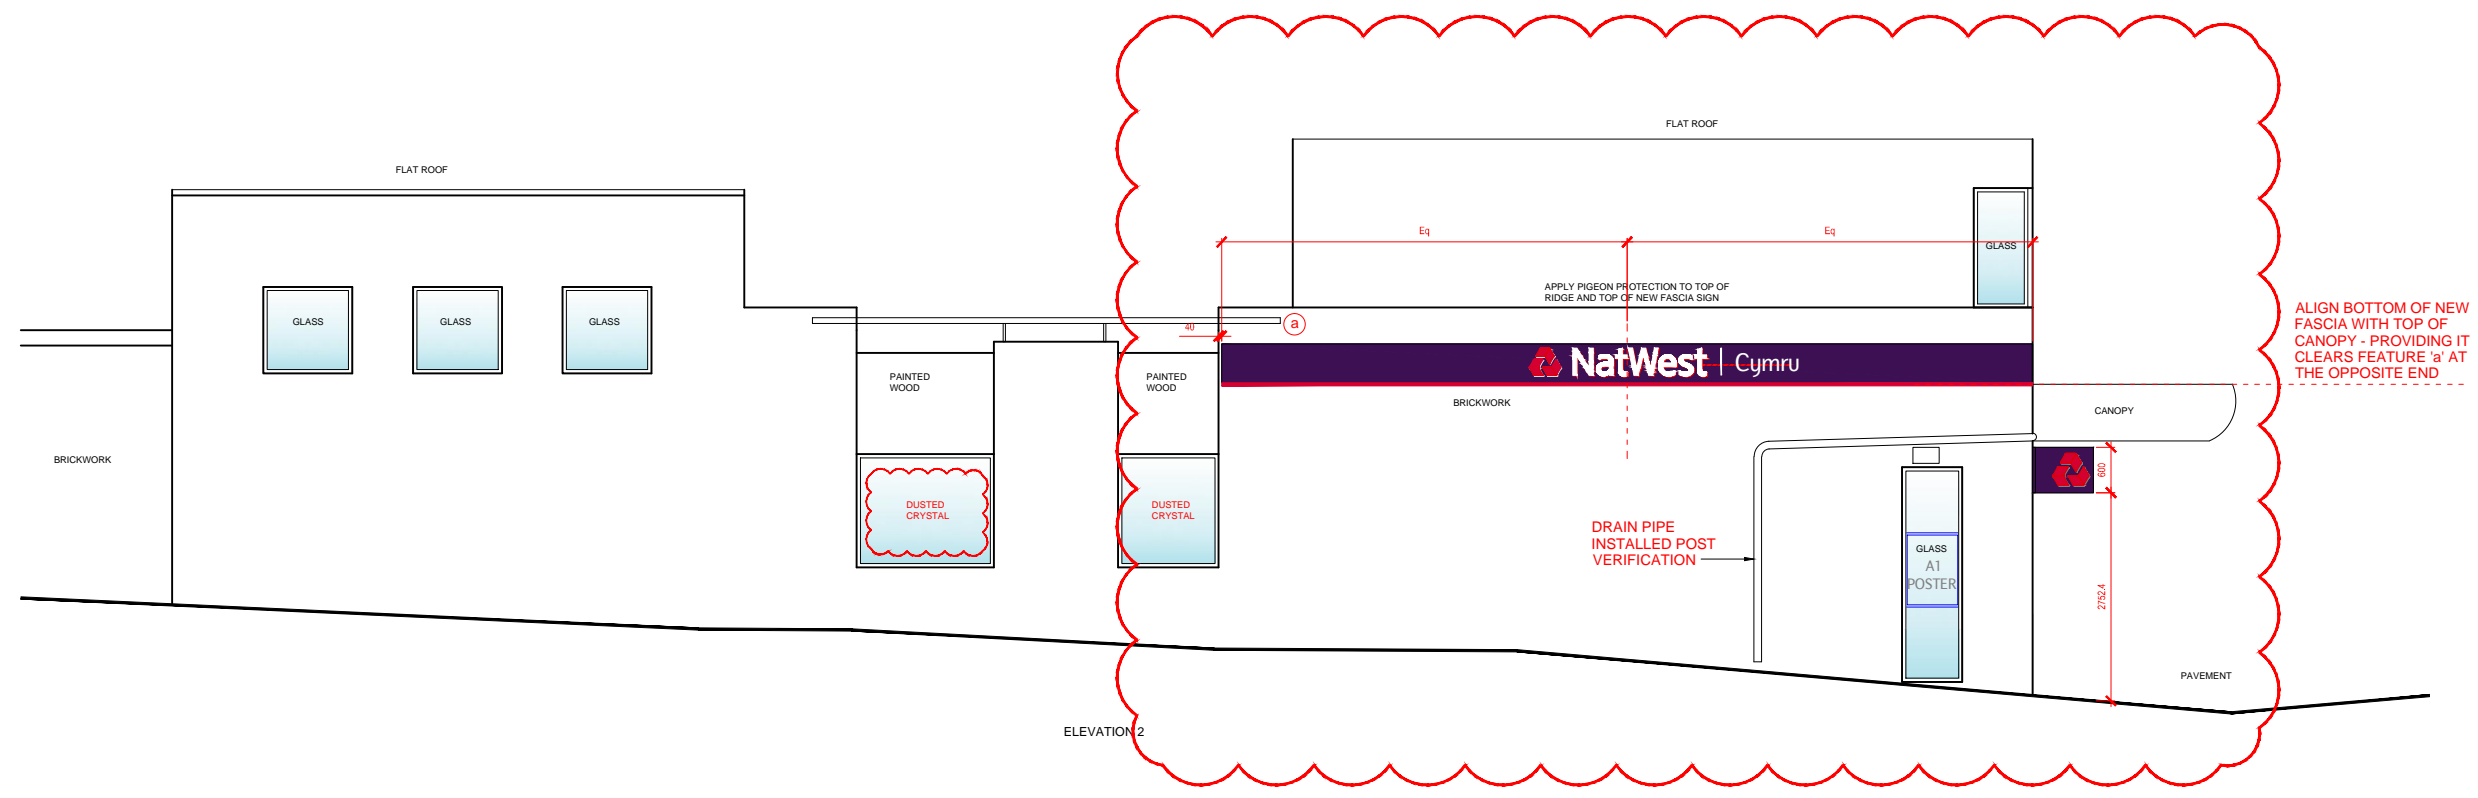 FLAT ROOF
FLAT ROOF
Eq
Eq
GLASS
APPLY PIGEON PROTECTION TO TOP OF
RIDGE AND TOP OF NEW FASCIA SIGN
ALIGN BOTTOM OF NEW
FASCIA WITH TOP OF
CANOPY - PROVIDING IT
CLEARS FEATURE 'a' AT
THE OPPOSITE END
GLASS
GLASS
GLASS
40
a
NatWest | Cymru
PAINTED
WOOD
PAINTED
WOOD
BRICKWORK
CANOPY
BRICKWORK
600
DUSTED
CRYSTAL
DUSTED
CRYSTAL
DRAIN PIPE
INSTALLED POST
VERIFICATION
GLASS
A1
POSTER
2752.4
PAVEMENT
ELEVATION 2